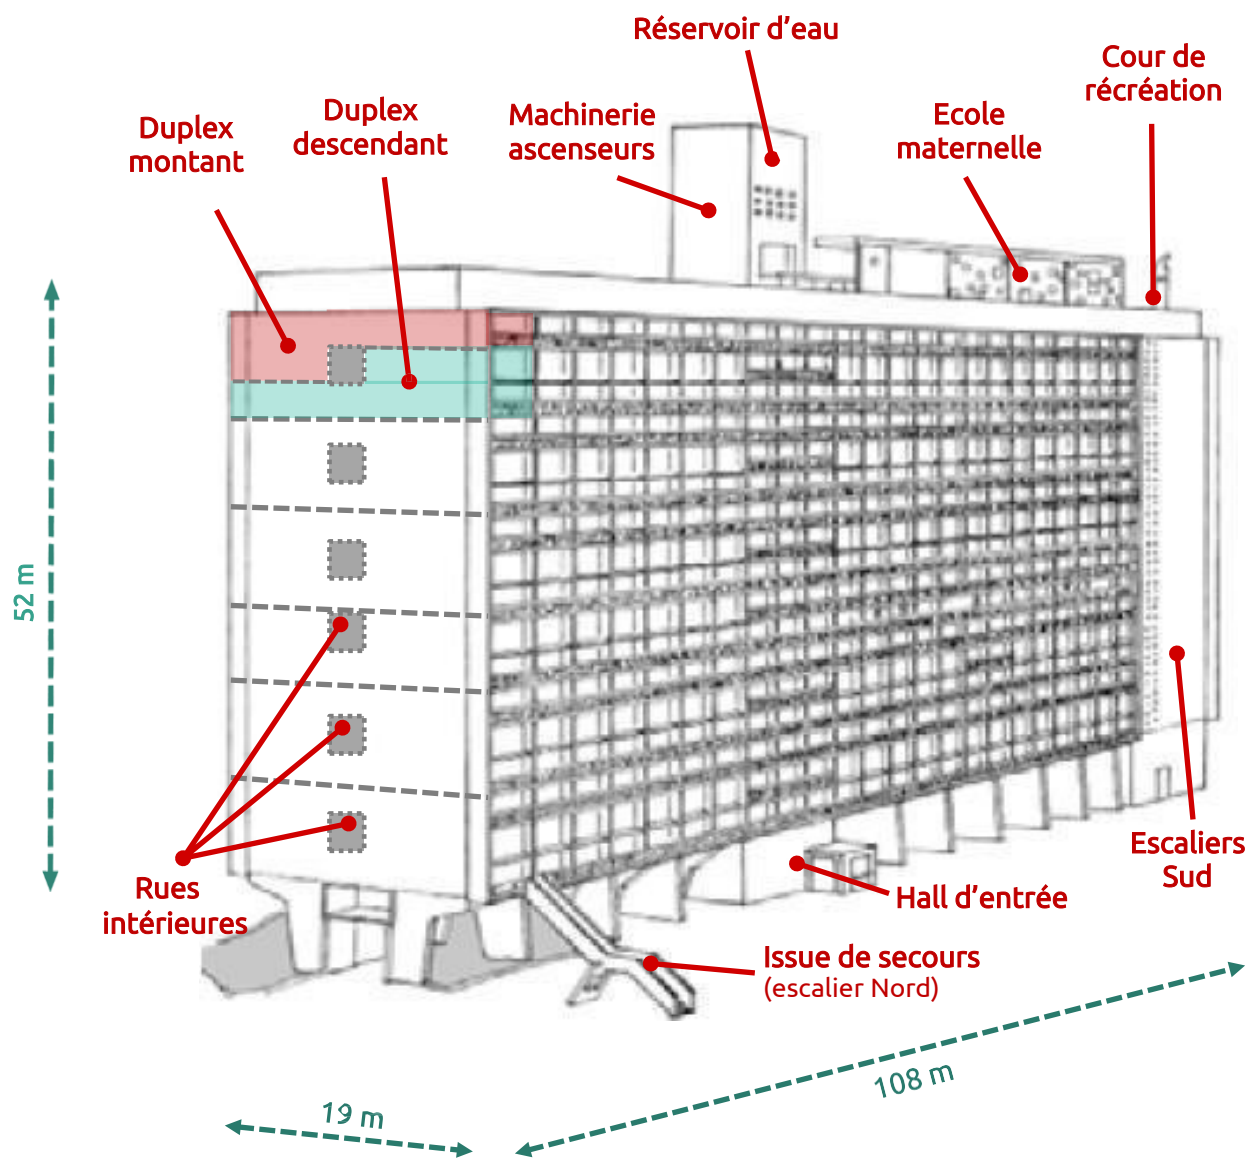 Réservoir d'eau
Cour de
récréation
Duplex
descendant
Machinerie
ascenseurs
Ecole
maternelle
Duplex
montant
52 m
Rues
intérieures
Escaliers
Sud
Hall d'entrée
Issue de secours
(escalier Nord)
108 m
19 m